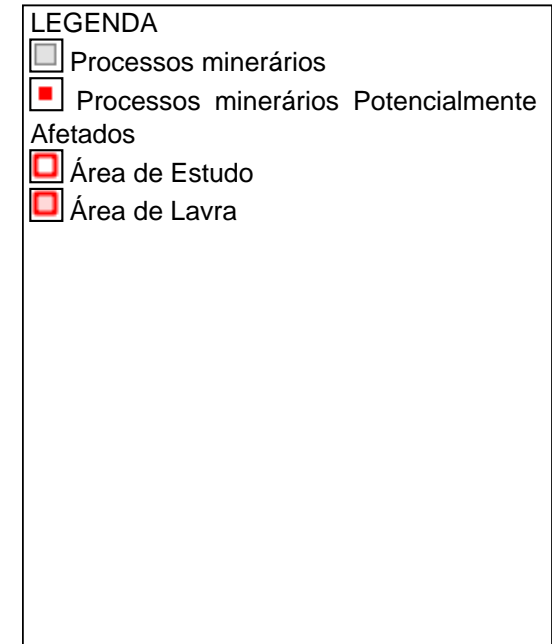 LEGENDA
Processos minerários
Processos minerários Potencialmente
Afetados
Área de Estudo
Área de Lavra